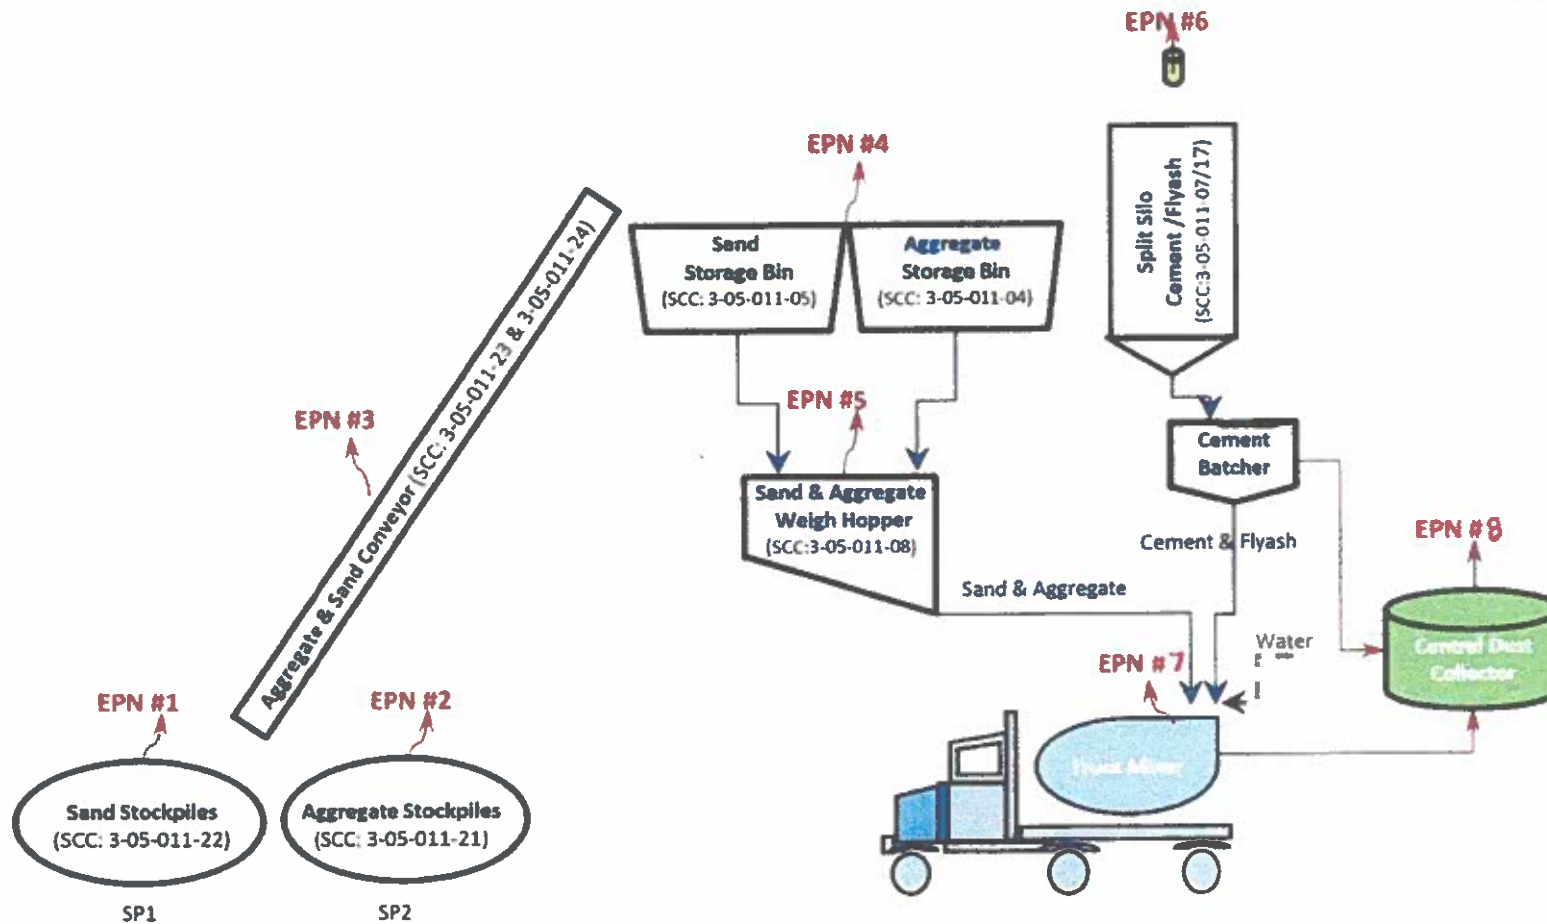 EPN #6
EPN #4
Split Silo
Cement /Flyash
(SCC:3-05-011-07/17)
Sand
Storage Bin
(SCC: 3-05-011-05)
Aggregate
Storage Bin
(SCC: 3-05-011-04)
EPN #3
Aggregate & Sand Conveyor (SCC: 3-05-011-23 & 3-05-011-24)
EPN #5
Cement
Batcher
Sand & Aggregate
Weigh Hopper
(SCC:3-05-011-08)
Cement & Flyash
EPN #8
Sand & Aggregate
Water
Central Dust
Collector
EPN #7
EPN #1
EPN #2
Truck Mixer
Sand Stockpiles
(SCC: 3-05-011-22)
Aggregate Stockpiles
(SCC: 3-05-011-21)
SP1
SP2